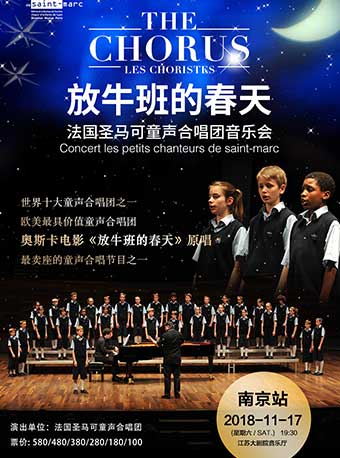 saint-marc
THE
CHORUS
LES CHORISTKS
放牛班的春天
法国圣马可童声合唱团音乐会
Concert les petits chanteurs de saint-marc
世界十大童声合唱团之一
欧美最具价值童声合唱团
奥斯卡电影《放牛班的春天》原唱
最卖座的童声合唱节目之一
南京站
2018-11-17
(星期六 / SAT.) 19:30
江苏大剧院音乐厅
演出单位：法国圣马可童声合唱团
票价: 580/480/380/280/180/100